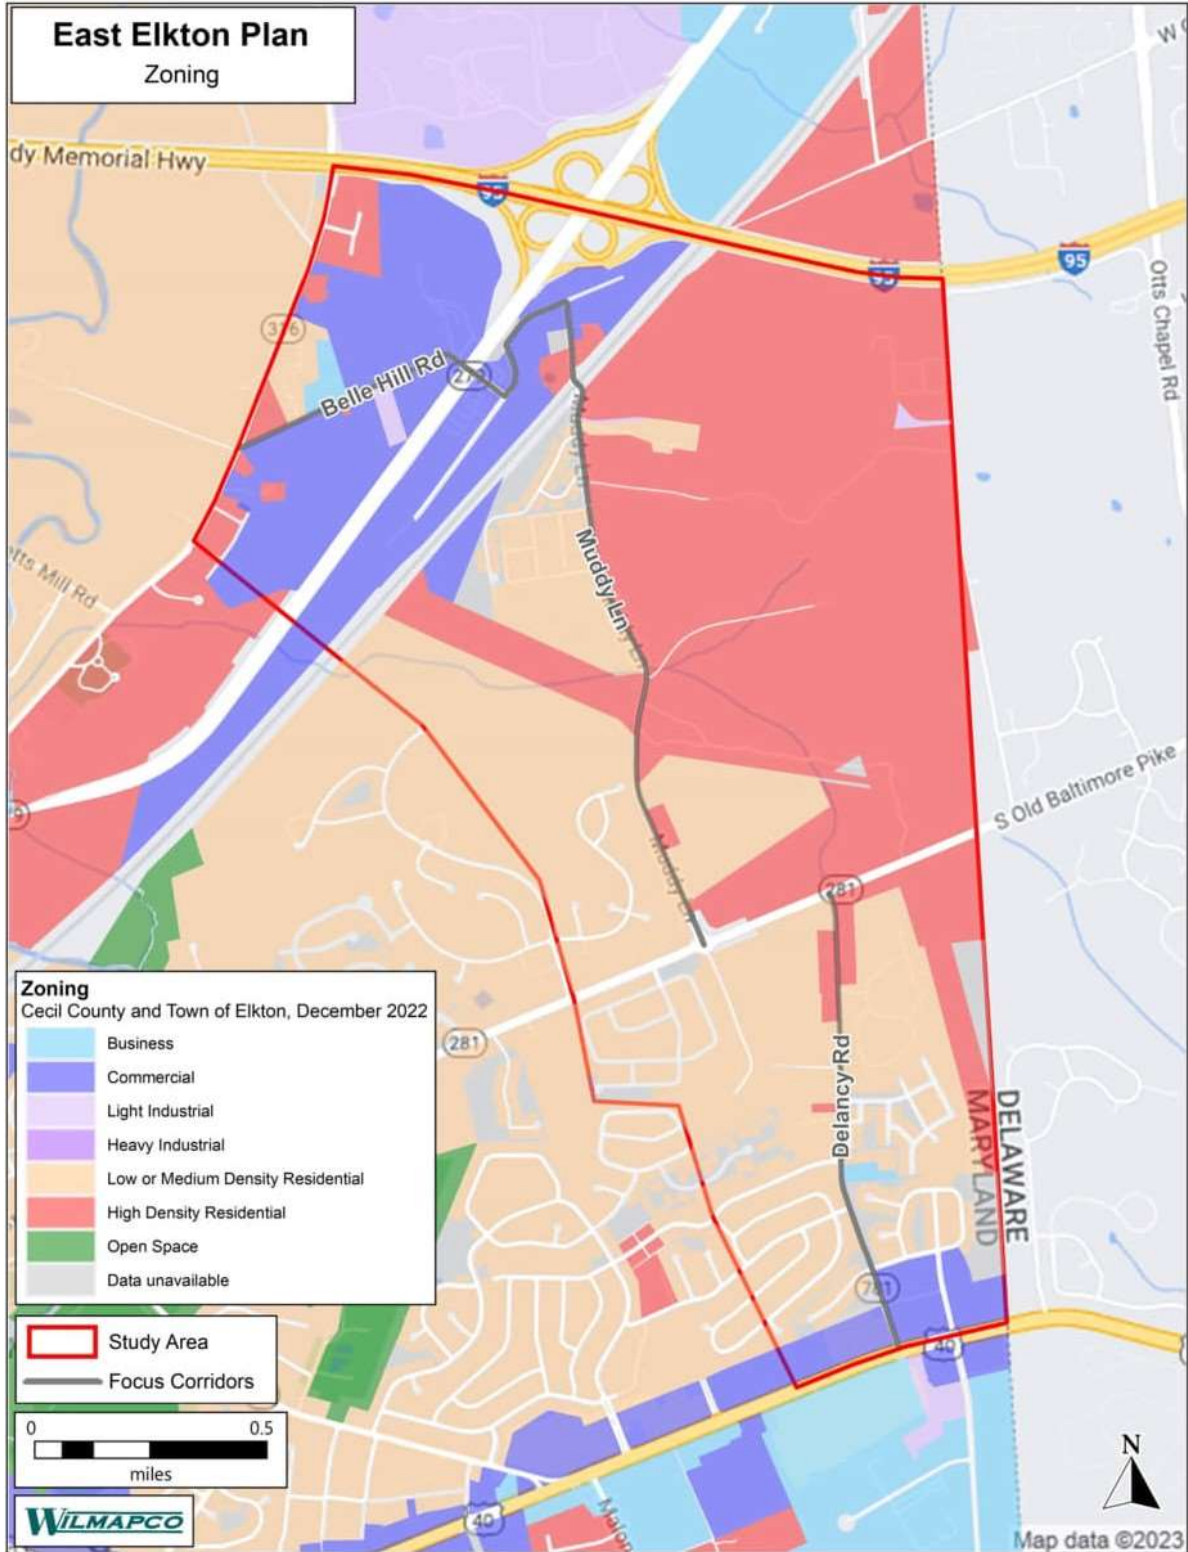 East Elkton Plan
Zoning
W
dy Memorial Hwy
95
95
95
Otts Chapel Rd
316
Belle Hill Rd
279
Muddy Ln
Muddy Ln
etts Mill Rd
S Old Baltimore Pike
9
Muddy Ln
281
281
Delancy Rd
DELAWARE
MARYLAND
781
40
40
Zoning
Cecil County and Town of Elkton, December 2022
Business
Commercial
Light Industrial
Heavy Industrial
Low or Medium Density Residential
High Density Residential
Open Space
Data unavailable
Study Area
Focus Corridors
0 0.5
miles
WILMAPCO
N
Map data ©2023